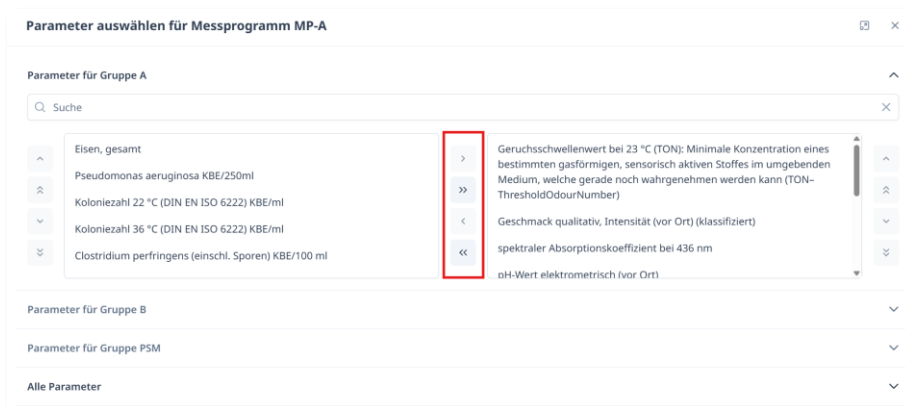 Parameter auswählen für Messprogramm MP-A
Parameter für Gruppe A
Suche
Eisen, gesamt
Pseudomonas aeruginosa KBE/250ml
Koloniezahl 22 °C (DIN EN ISO 6222) KBE/ml
Koloniezahl 36 °C (DIN EN ISO 6222) KBE/ml
Clostridium perfringens (einschl. Sporen) KBE/100 ml
Geruchsschwellenwert bei 23 °C (TON): Minimale Konzentration eines
bestimmten gasförmigen, sensorisch aktiven Stoffes im umgebenden
Medium, welche gerade noch wahrgenehmen werden kann (TON–
ThresholdOdourNumber)
Geschmack qualitativ, Intensität (vor Ort) (klassifiziert)
spektraler Absorptionskoeffizient bei 436 nm
pH-Wert elektrometrisch (vor Ort)
Parameter für Gruppe B
Parameter für Gruppe PSM
Alle Parameter